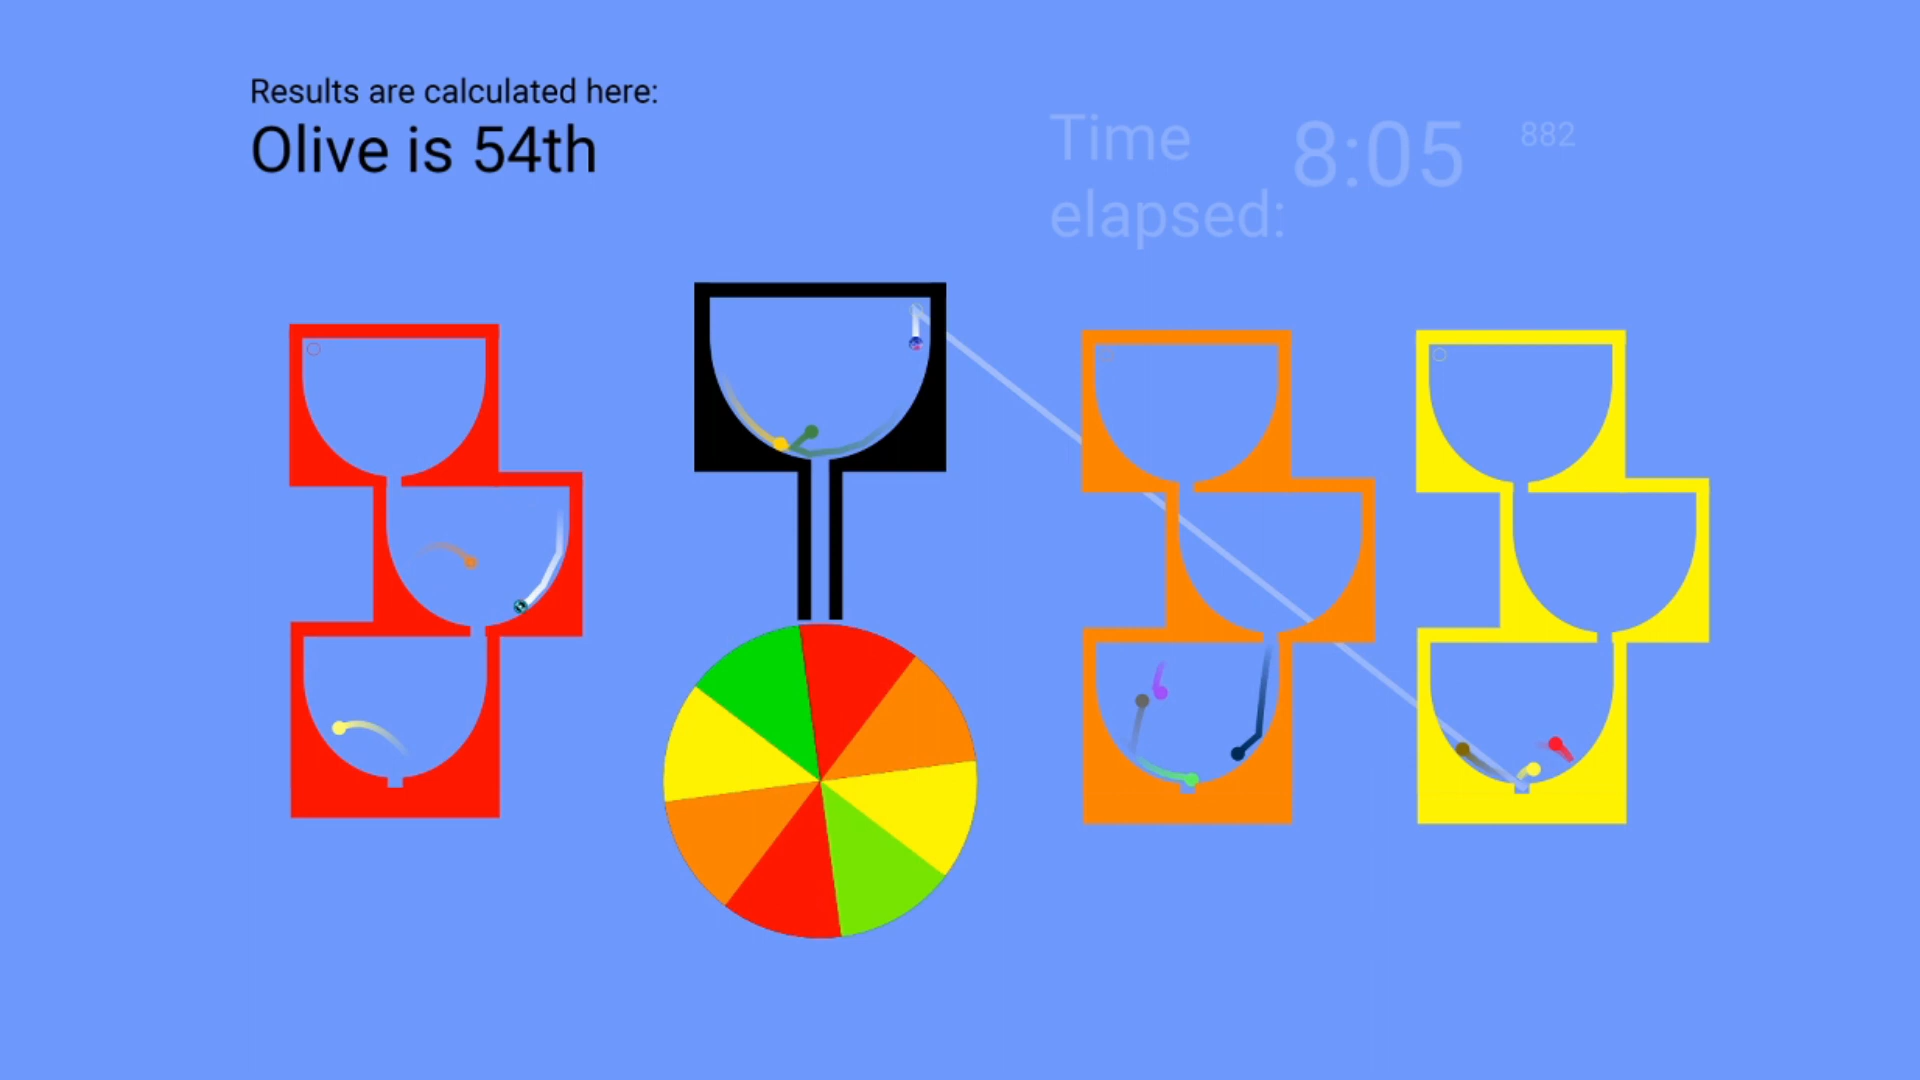 Results are calculated here:
Olive is 54th
Time
elapsed:
8:05
882